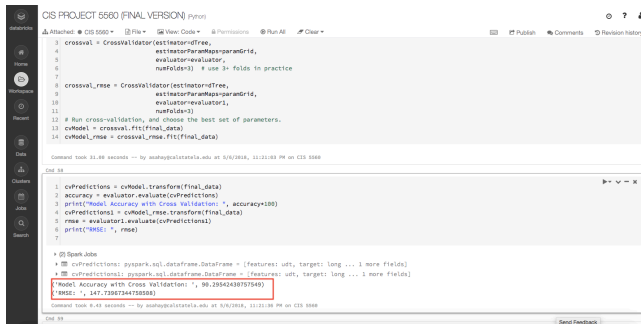 CIS PROJECT 5560 (FINAL VERSION) (Python)
databricks
Attached: CIS 5560 File View: Code Permissions Run All Clear Publish Comments Revision history
Home
Workspace
Recent
Data
Clusters
Jobs
Search
3 crossval = CrossValidator(estimator=dTree,
4 estimatorParamMaps=paramGrid,
5 evaluator=evaluator,
6 numFolds=3) # use 3+ folds in practice
7
8 crossval_rmse = CrossValidator(estimator=dTree,
9 estimatorParamMaps=paramGrid,
10 evaluator=evaluator1,
11 numFolds=3)
12 # Run cross-validation, and choose the best set of parameters.
13 cvModel = crossval.fit(final_data)
14 cvModel_rmse = crossval_rmse.fit(final_data)
Command took 31.80 seconds -- by asahay@calstatela.edu at 5/6/2018, 11:21:03 PM on CIS 5560
Cmd 58
1 cvPredictions = cvModel.transform(final_data)
2 accuracy = evaluator.evaluate(cvPredictions)
3 print("Model Accuracy with Cross Validation: ", accuracy*100)
4 cvPredictions1 = cvModel_rmse.transform(final_data)
5 rmse = evaluator1.evaluate(cvPredictions1)
6 print("RMSE: ", rmse)
7
(2) Spark Jobs
cvPredictions: pyspark.sql.dataframe.DataFrame = [features: udt, target: long ... 1 more fields]
cvPredictions1: pyspark.sql.dataframe.DataFrame = [features: udt, target: long ... 1 more fields]
('Model Accuracy with Cross Validation: ', 90.29542430757549)
('RMSE: ', 147.73967344758508)
Command took 8.42 seconds -- by asahay@calstatela.edu at 5/6/2018, 11:21:36 PM on CIS 5560
Cmd 59
Send Feedback